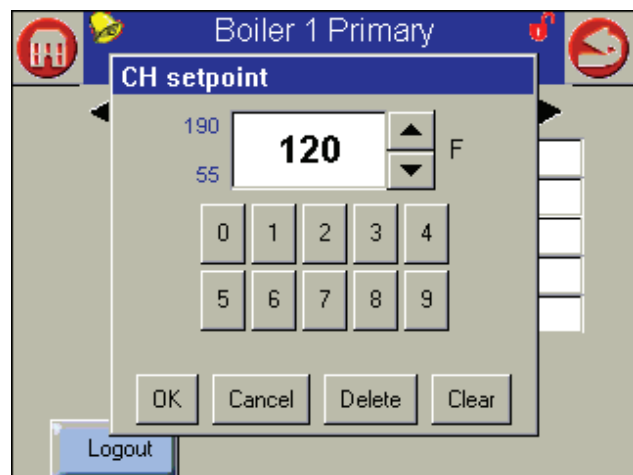 Boiler 1 Primary
CH setpoint
190
120
F
55
0 1 2 3 4
5 6 7 8 9
OK Cancel Delete Clear
Logout